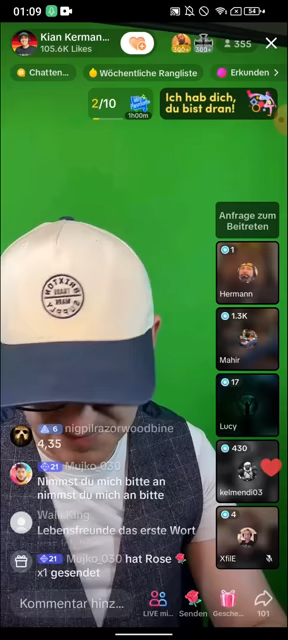 01:09
54
Kian Kerman...
105.6K Likes
300+
300+
355
Chatten...
Wöchentliche Rangliste
Erkunden
2/10
1h00m
Ich hab dich,
du bist dran!
Anfrage zum
Beitreten
1
Hermann
1.3K
Mahir
17
Lucy
430
kelmendi03
4
XfilE
6 nigpilrazorwoodbine
4,35
21 Mujko_030
Nimmst du mich bitte an
nimmst du mich an bitte
Lebensfreunde das erste Wort
21 Mujko_030 hat Rose
x1 gesendet
Kommentar hinz...
LIVE mi...
Senden
Gesche...
101